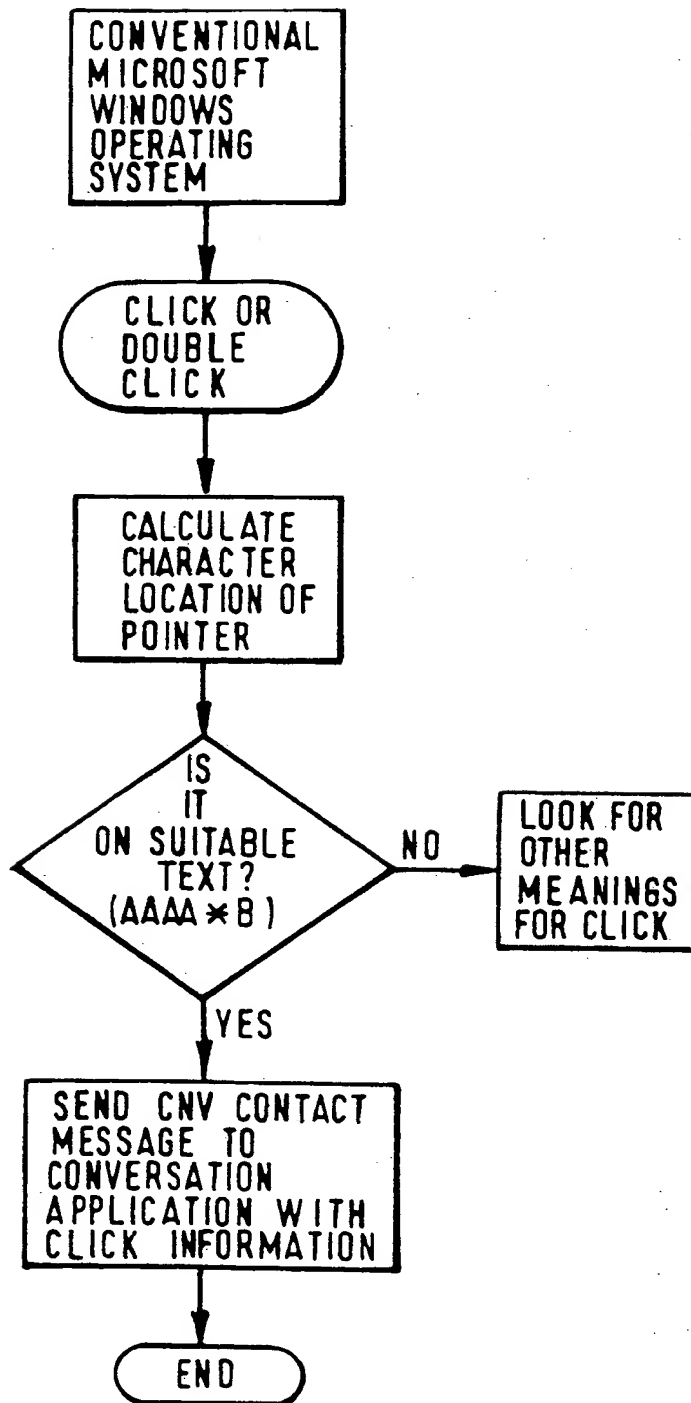 CONVENTIONAL
MICROSOFT
WINDOWS
OPERATING
SYSTEM
CLICK OR
DOUBLE
CLICK
CALCULATE
CHARACTER
LOCATION OF
POINTER
IS
IT
ON SUITABLE
TEXT?
(AAAA * B)
NO
LOOK FOR
OTHER
MEANINGS
FOR CLICK
YES
SEND CNV CONTACT
MESSAGE TO
CONVERSATION
APPLICATION WITH
CLICK INFORMATION
END